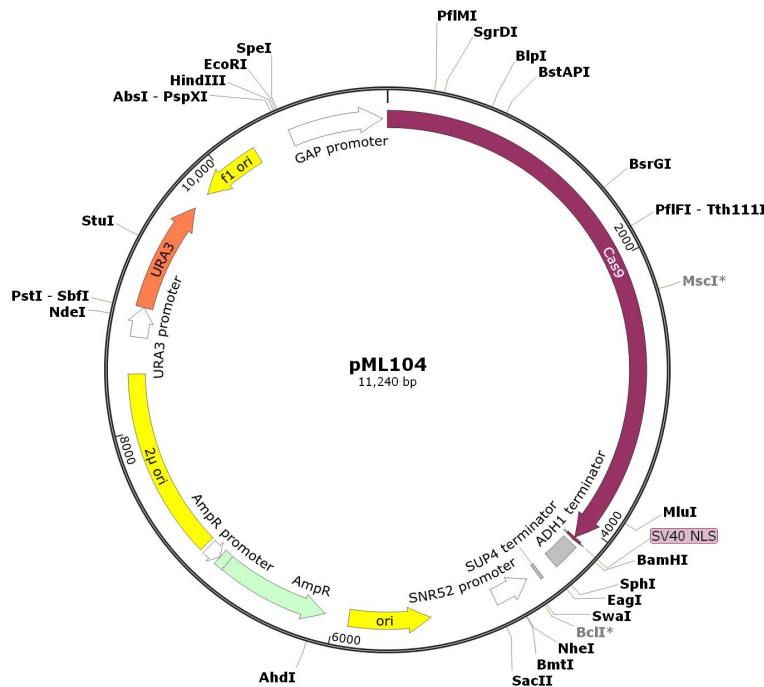 PflMI
SgrDI
BlpI
BstAPI
BsrGI
PflFI - Tth111I
2000
MscI*
Cas9
MluI
4000
SV40 NLS
BamHI
ADH1 terminator
SUP4 terminator
SNR52 promoter
SphI
EagI
SwaI
BclI*
NheI
BmtI
SacII
ori
6000
AhdI
AmpR
AmpR promoter
2μ ori
8000
URA3 promoter
NdeI
PstI - SbfI
URA3
StuI
10,000
f1 ori
AbsI - PspXI
HindIII
EcoRI
SpeI
GAP promoter
pML104
11,240 bp